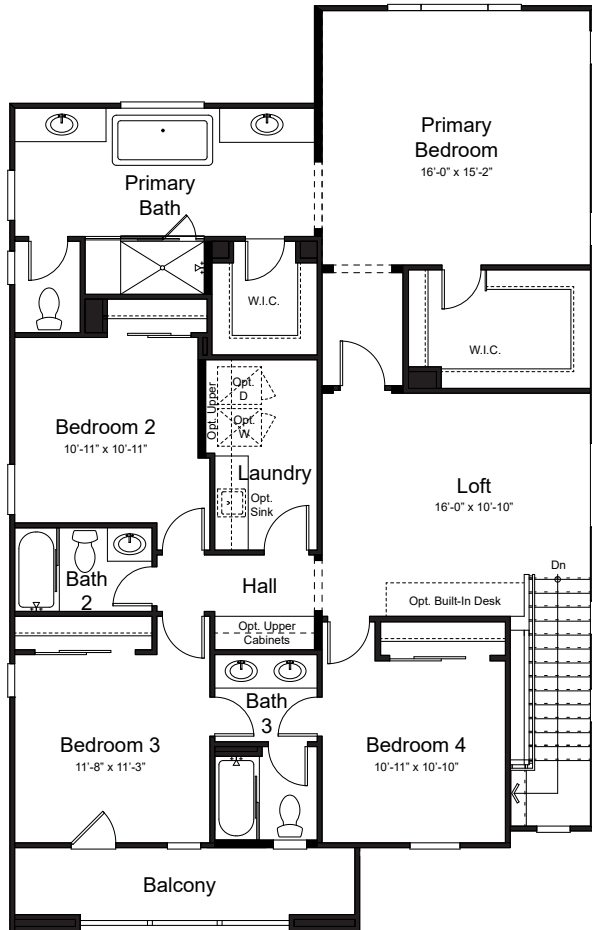 Primary
Bedroom
16'-0" x 15'-2"
Primary
Bath
W.I.C.
W.I.C.
Opt. Upper
Opt.
D
Opt.
W
Bedroom 2
10'-11" x 10'-11"
Laundry
Opt.
Sink
Loft
16'-0" x 10'-10"
Dn
Bath
2
Hall
Opt. Built-In Desk
Opt. Upper
Cabinets
Bath
3
Bedroom 3
11'-8" x 11'-3"
Bedroom 4
10'-11" x 10'-10"
Balcony